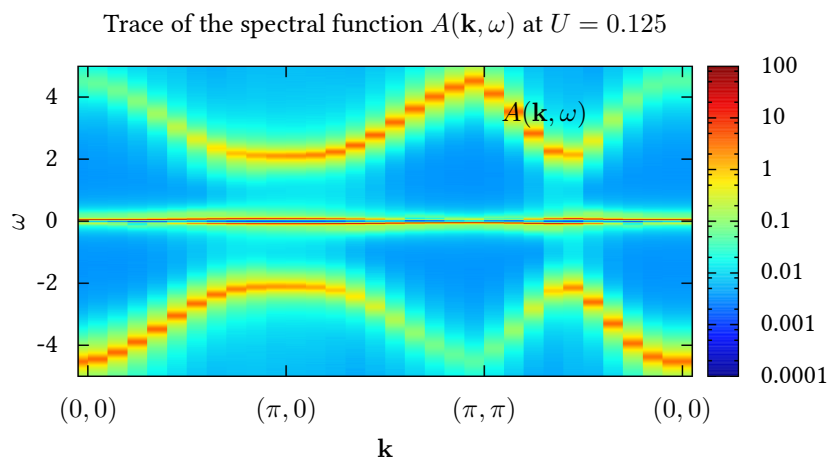 Trace of the spectral function A(k, ω) at U = 0.125
A(k, ω)
ω
4
2
0
-2
-4
(0, 0)
(π, 0)
(π, π)
(0, 0)
k
100
10
1
0.1
0.01
0.001
0.0001